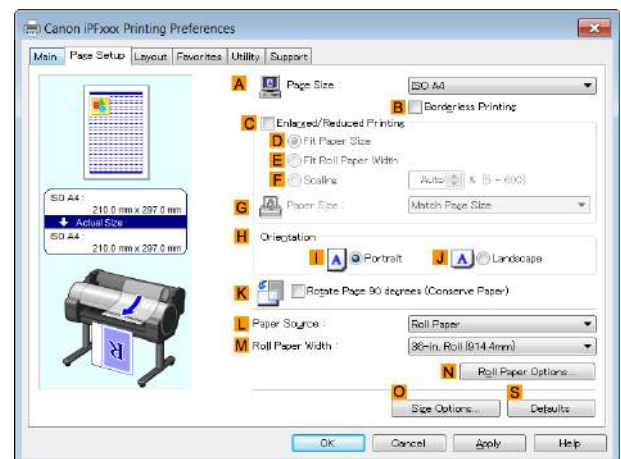 Canon iPFxxx Printing Preferences
Main Page Setup Layout Favorites Utility Support
A Page Size : ISO A4
B Borderless Printing
C Enlarged/Reduced Printing
D Fit Paper Size
E Fit Roll Paper Width
F Scaling Auto % (5 - 600)
G Paper Size : Match Page Size
ISO A4 :
210.0 mm x 297.0 mm
Actual Size
ISO A4 :
210.0 mm x 297.0 mm
H Orientation
I A Portrait J A Landscape
K Rotate Page 90 degrees (Conserve Paper)
L Paper Source : Roll Paper
M Roll Paper Width : 36-in. Roll (914.4mm)
N Roll Paper Options...
O S
Size Options... Defaults
OK Cancel Apply Help